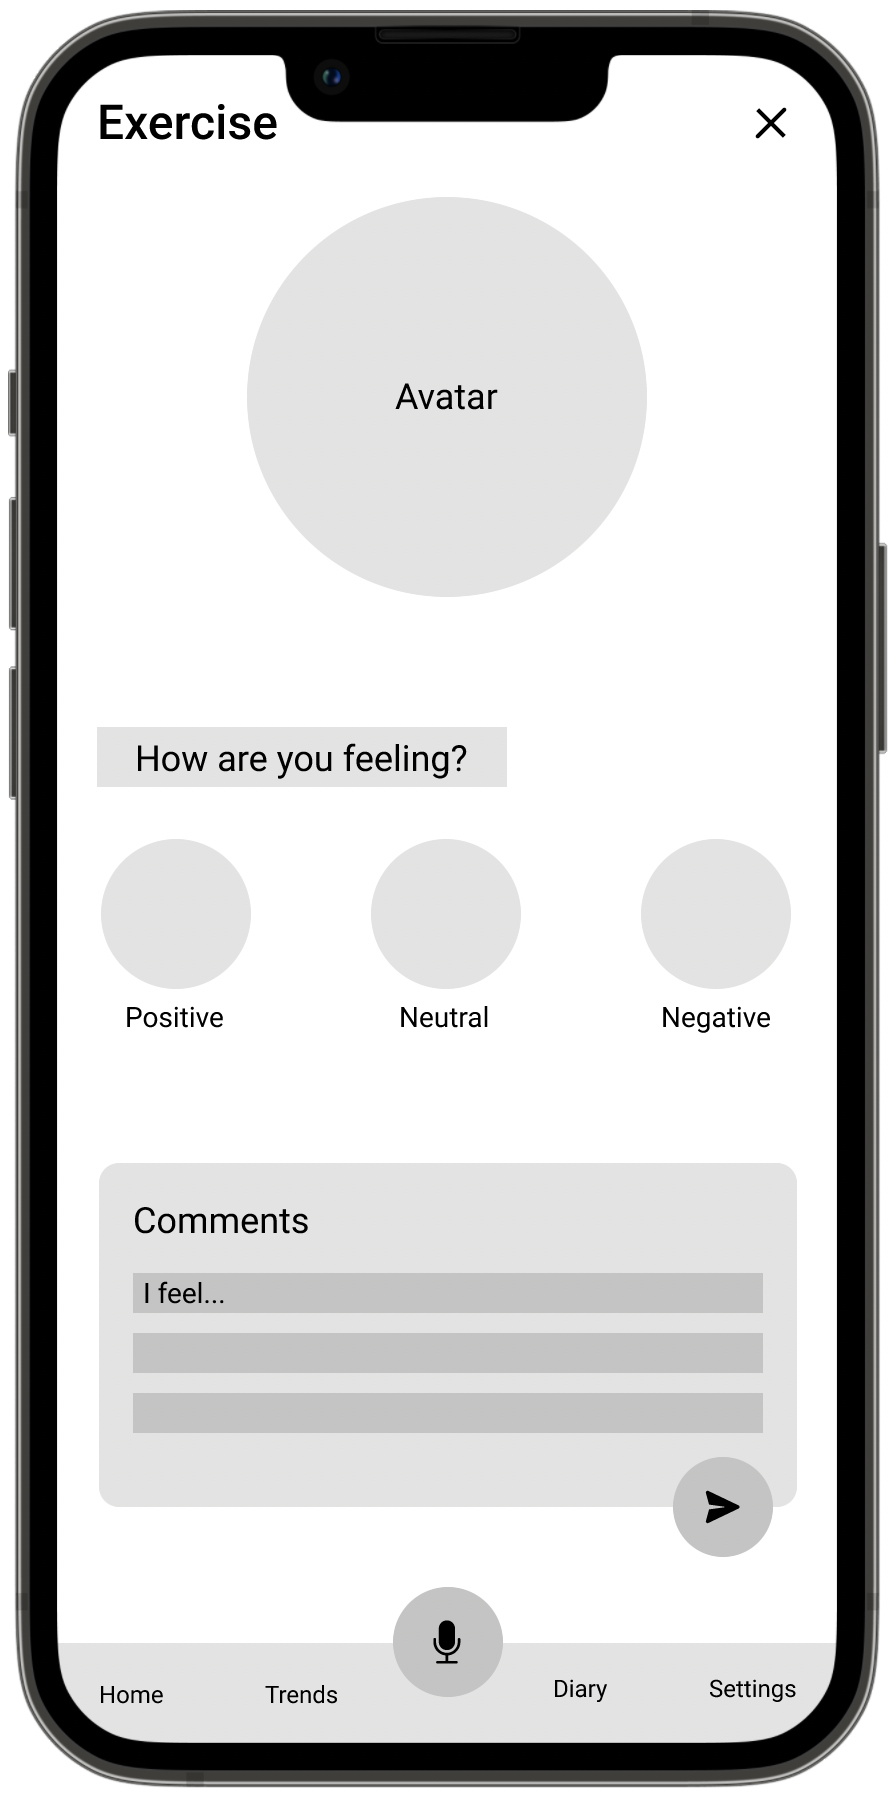 Exercise
Avatar
How are you feeling?
Positive Neutral Negative
Comments
I feel...
Home Trends Diary Settings